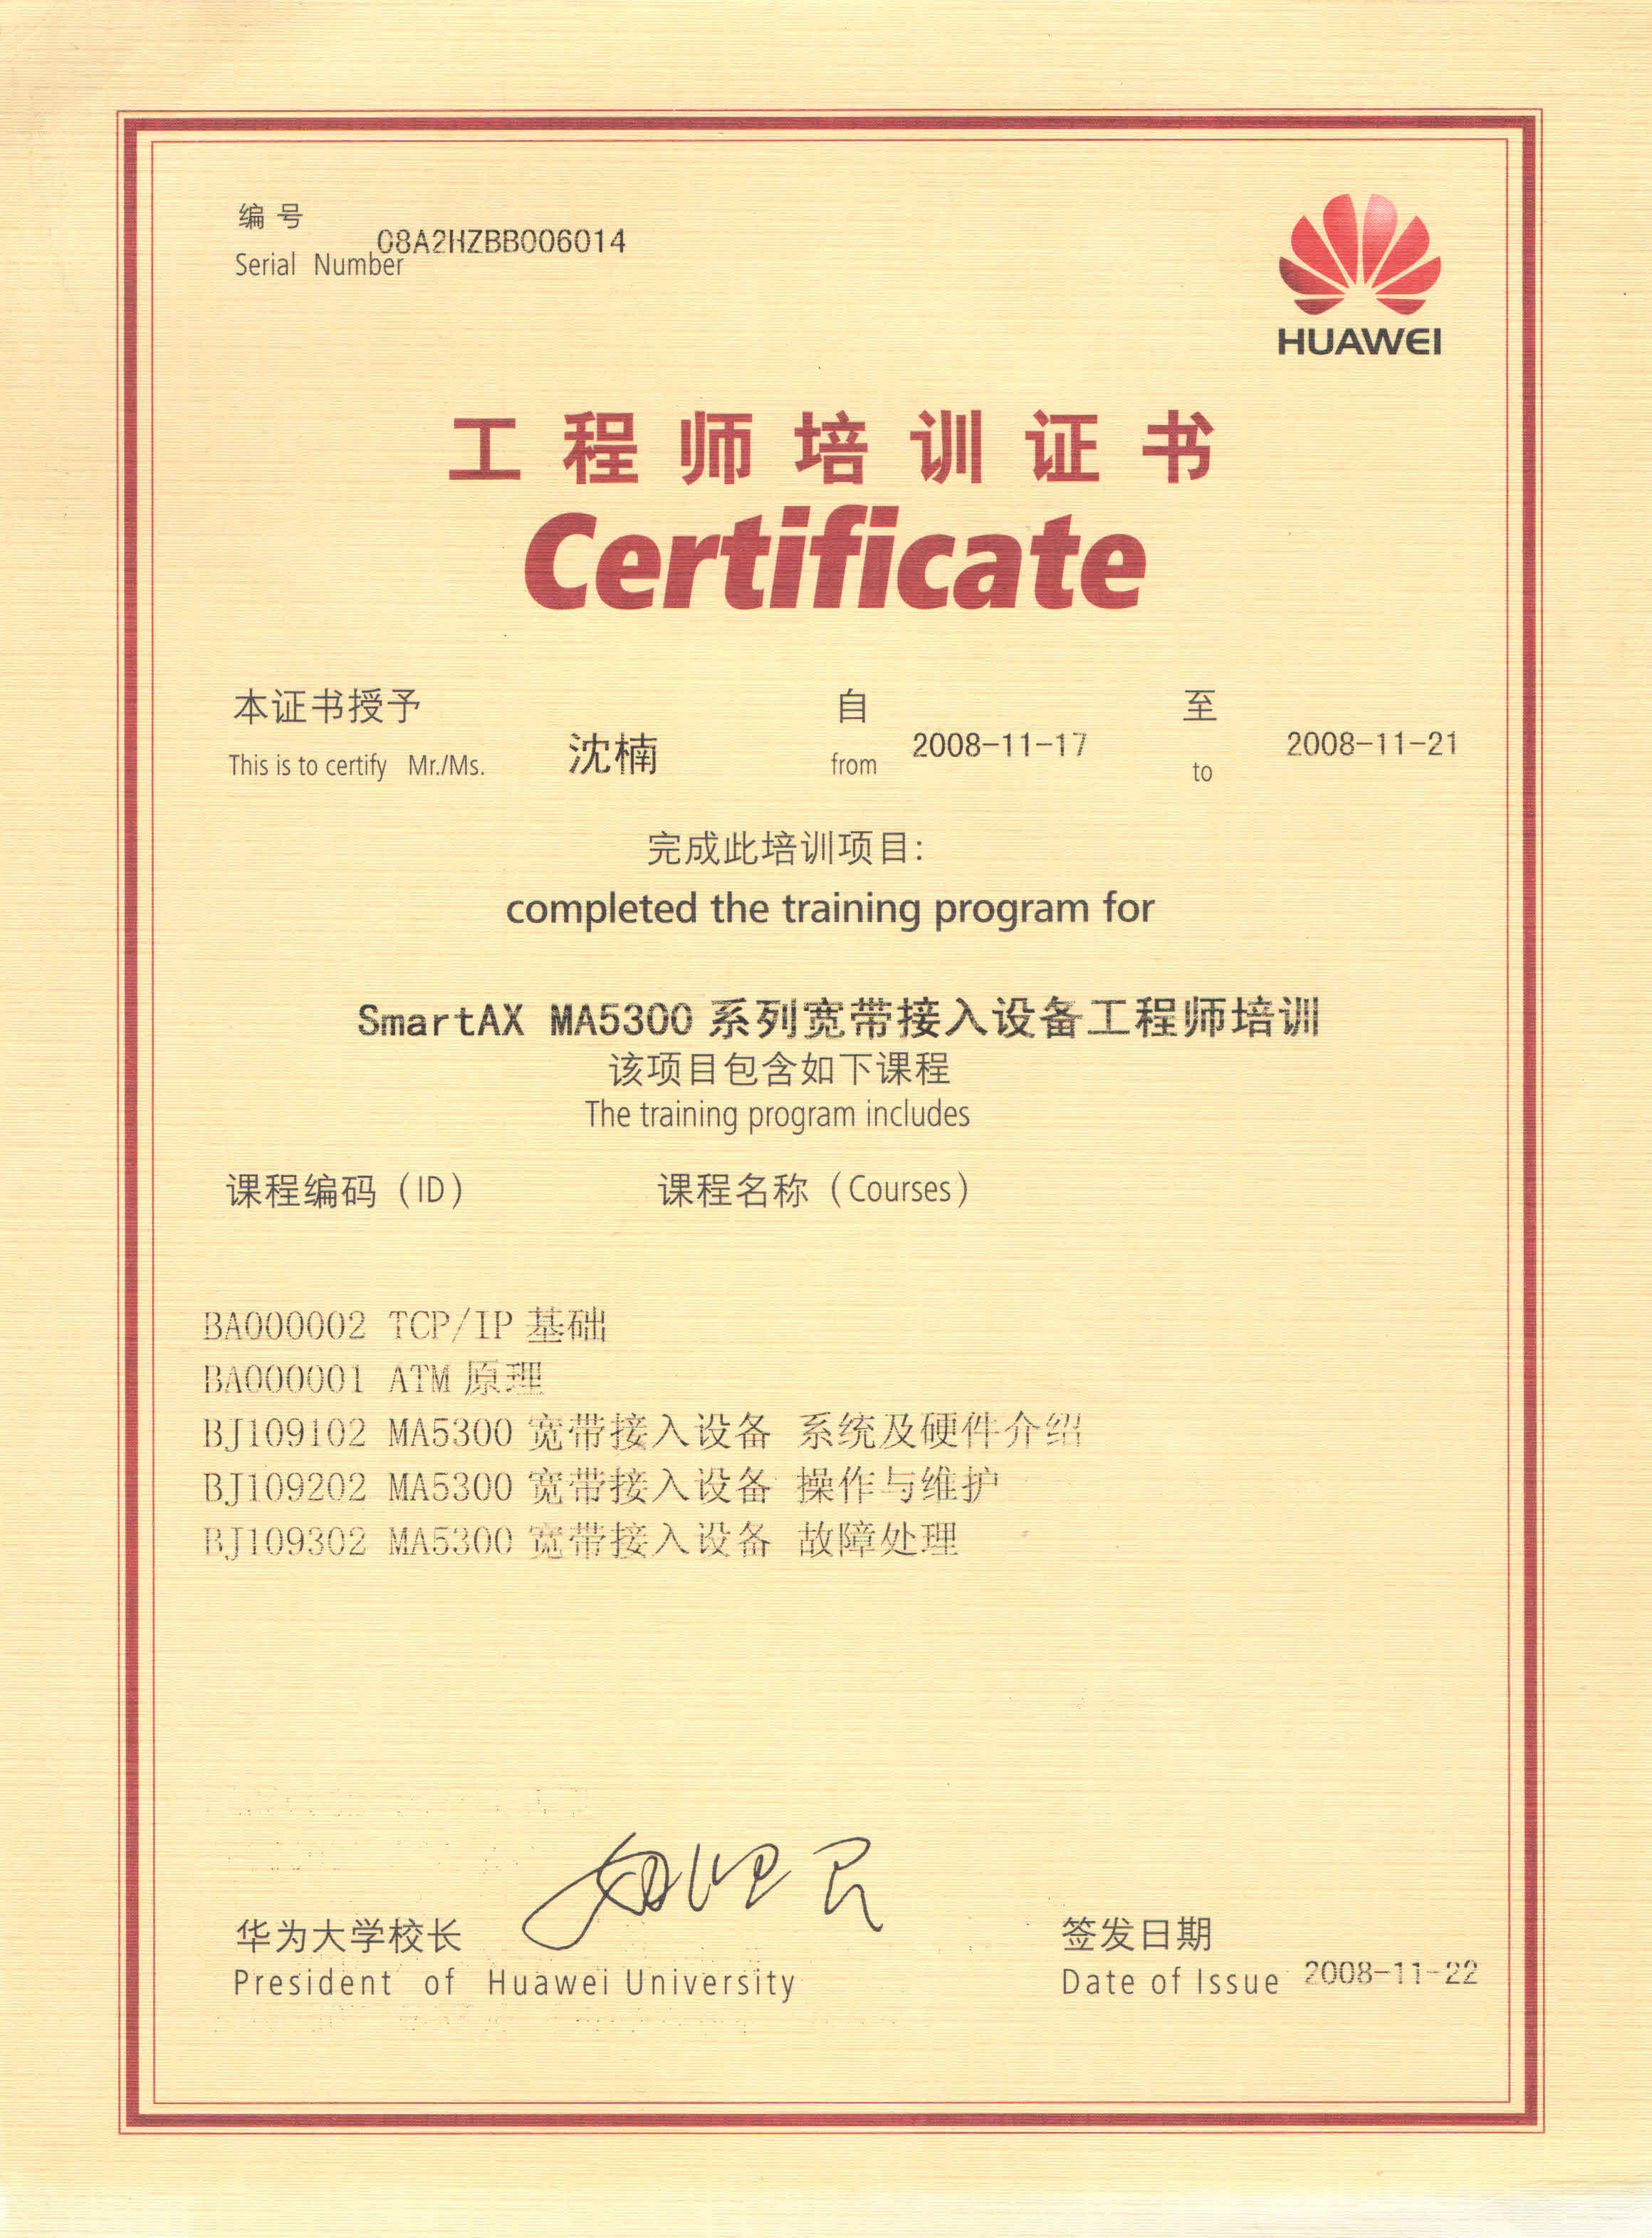 编 号
Serial Number 08A2HZBB006014
HUAWEI
工程师培训证书
Certificate
本证书授予 自 至
This is to certify Mr./Ms. 沈楠 from 2008-11-17 to 2008-11-21
完成此培训项目:
completed the training program for
SmartAX MA5300 系列宽带接入设备工程师培训
该项目包含如下课程
The training program includes
课程编码（ID） 课程名称（Courses）
BA000002 TCP/IP 基础
BA000001 ATM 原理
BJ109102 MA5300 宽带接入设备 系统及硬件介绍
BJ109202 MA5300 宽带接入设备 操作与维护
BJ109302 MA5300 宽带接入设备 故障处理
华为大学校长 签发日期
President of Huawei University Date of Issue 2008-11-22